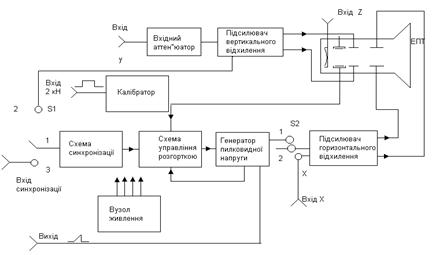 Вхід Z
Вхід
у
Вхідний
аттен"юатор
Підсилювач
вертикального
відхилення
ЕПТ
Вхід
2 кН
Калібратор
2
S1
1
3
Схема
синхронізації
Схема
управління
розгорткою
Генератор
пилковидної
напруги
S2
1
2
X
Підсилювач
горизонтального
відхилення
Вхід
синхронізації
Вузол
живлення
Вхід X
Вихід